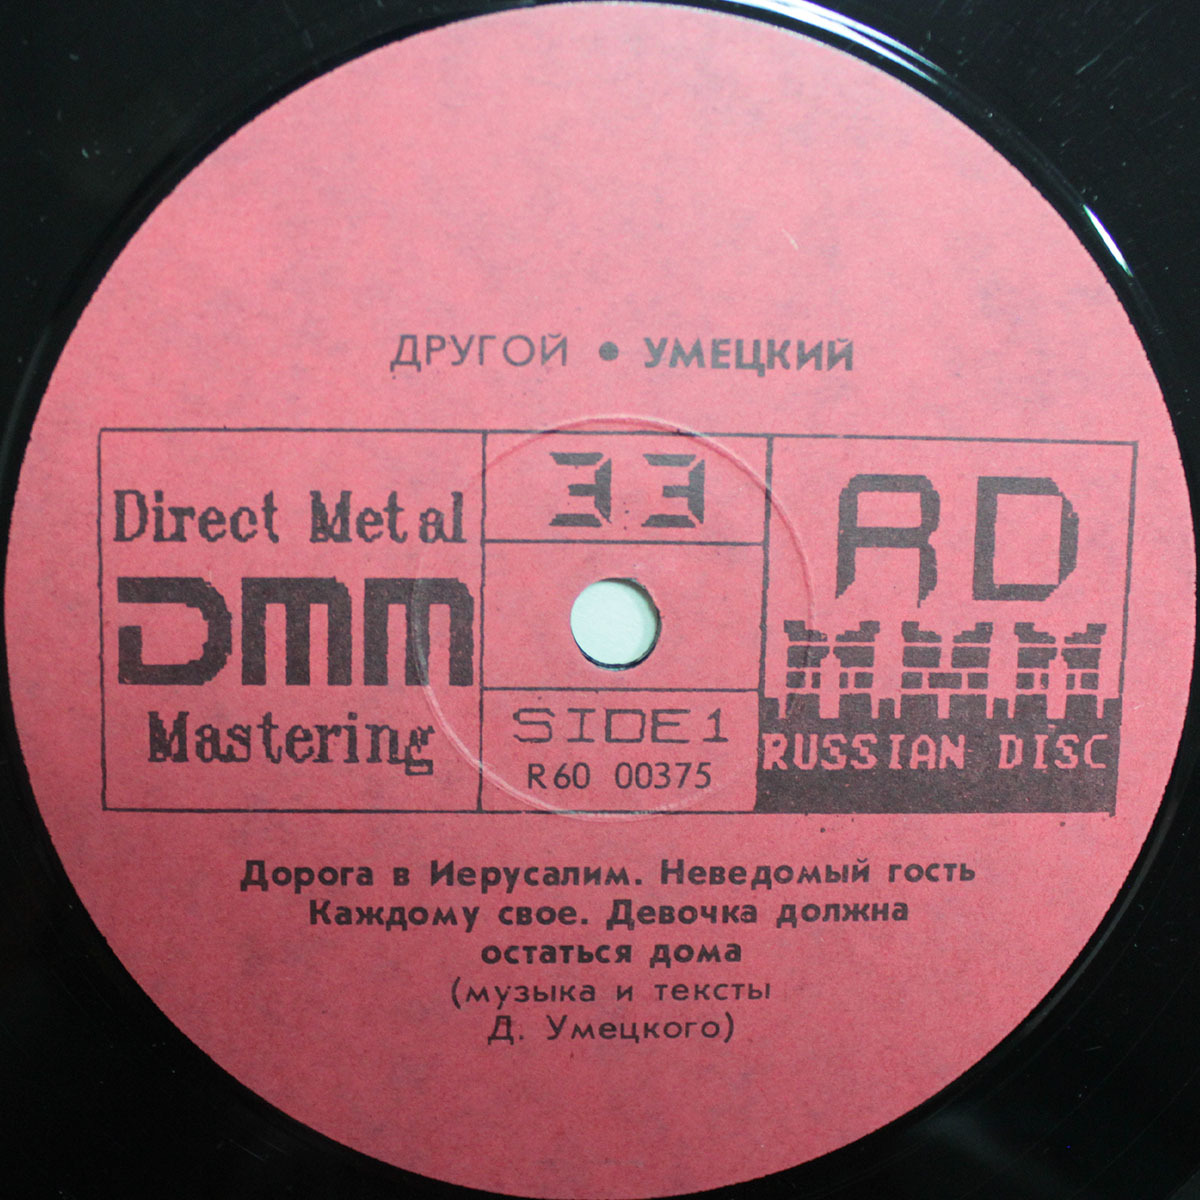 ДРУГОЙ • УМЕЦКИЙ
Direct Metal
DMM
Mastering
33
SIDE 1
R60 00375
RD
RUSSIAN DISC
Дорога в Иерусалим. Неведомый гость
Каждому свое. Девочка должна
остаться дома
(музыка и тексты
Д. Умецкого)